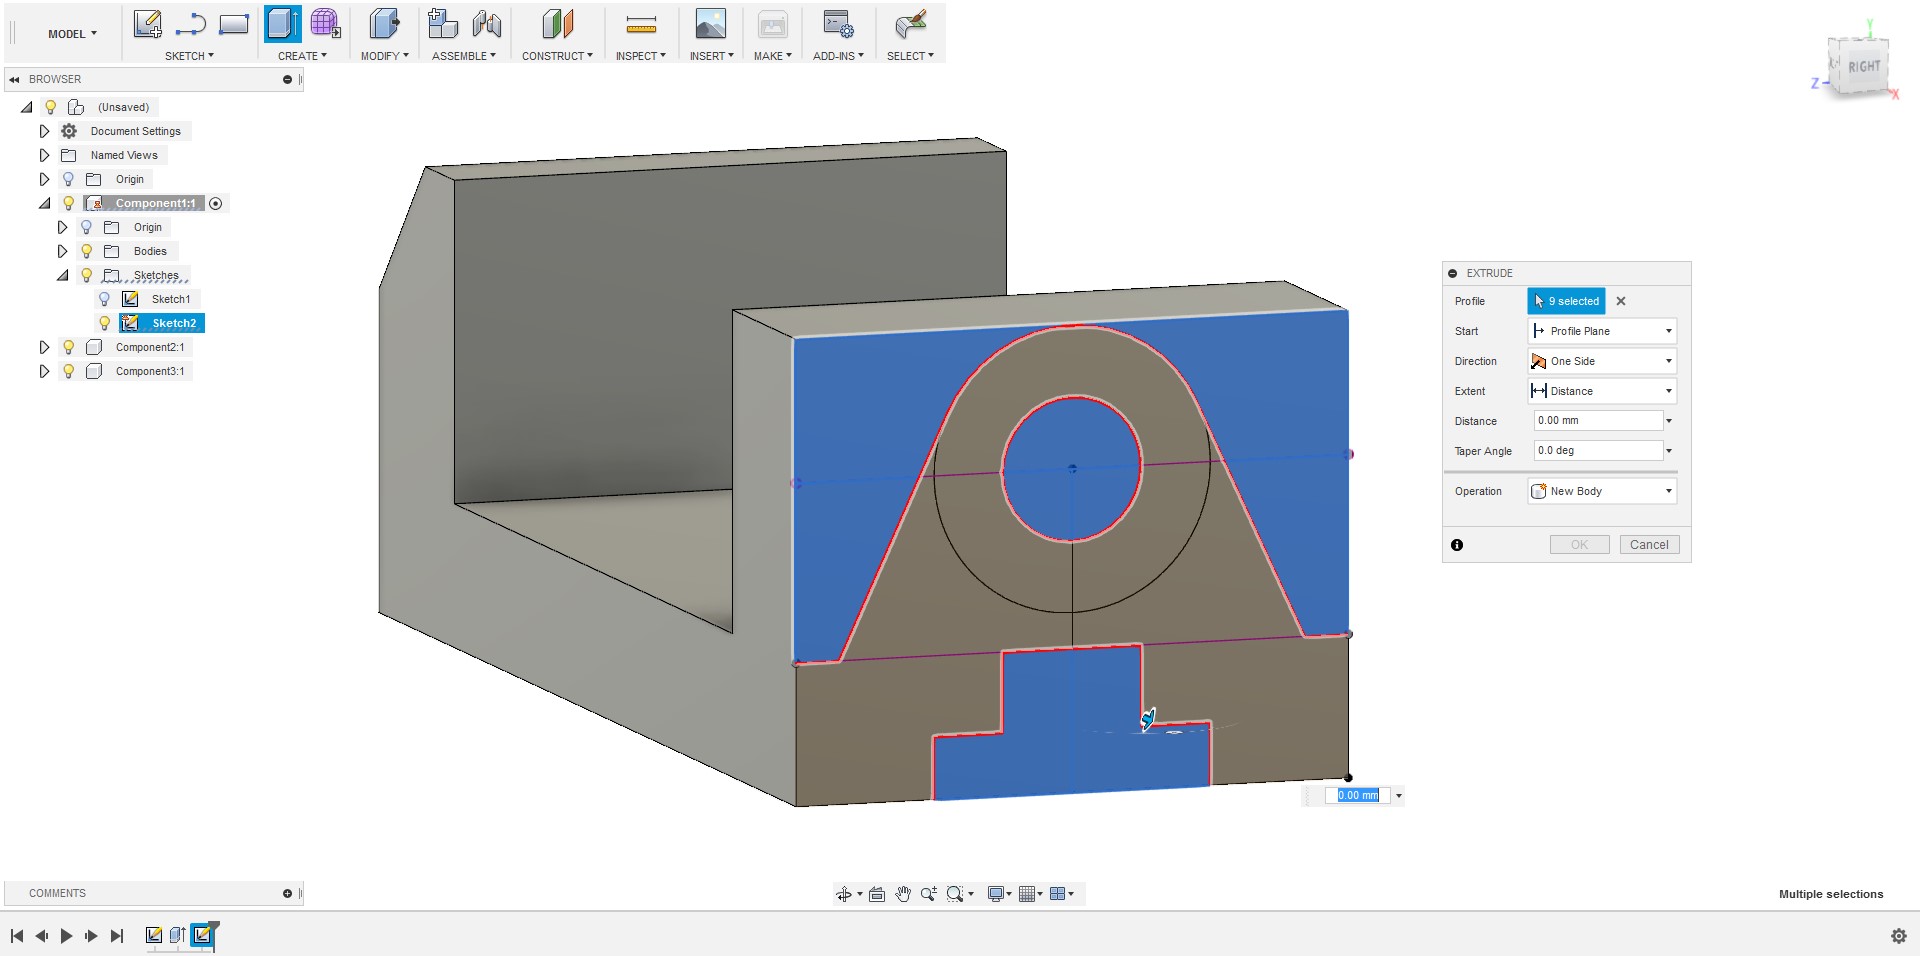 MODEL
SKETCH
CREATE
MODIFY
ASSEMBLE
CONSTRUCT
INSPECT
INSERT
MAKE
ADD-INS
SELECT
BROWSER
(Unsaved)
Document Settings
Named Views
Origin
Component1:1
Origin
Bodies
Sketches
Sketch1
Sketch2
Component2:1
Component3:1
Y
RIGHT
Z
X
EXTRUDE
Profile 9 selected
Start Profile Plane
Direction One Side
Extent Distance
Distance 0.00 mm
Taper Angle 0.0 deg
Operation New Body
OK Cancel
0.00 mm
COMMENTS
Multiple selections